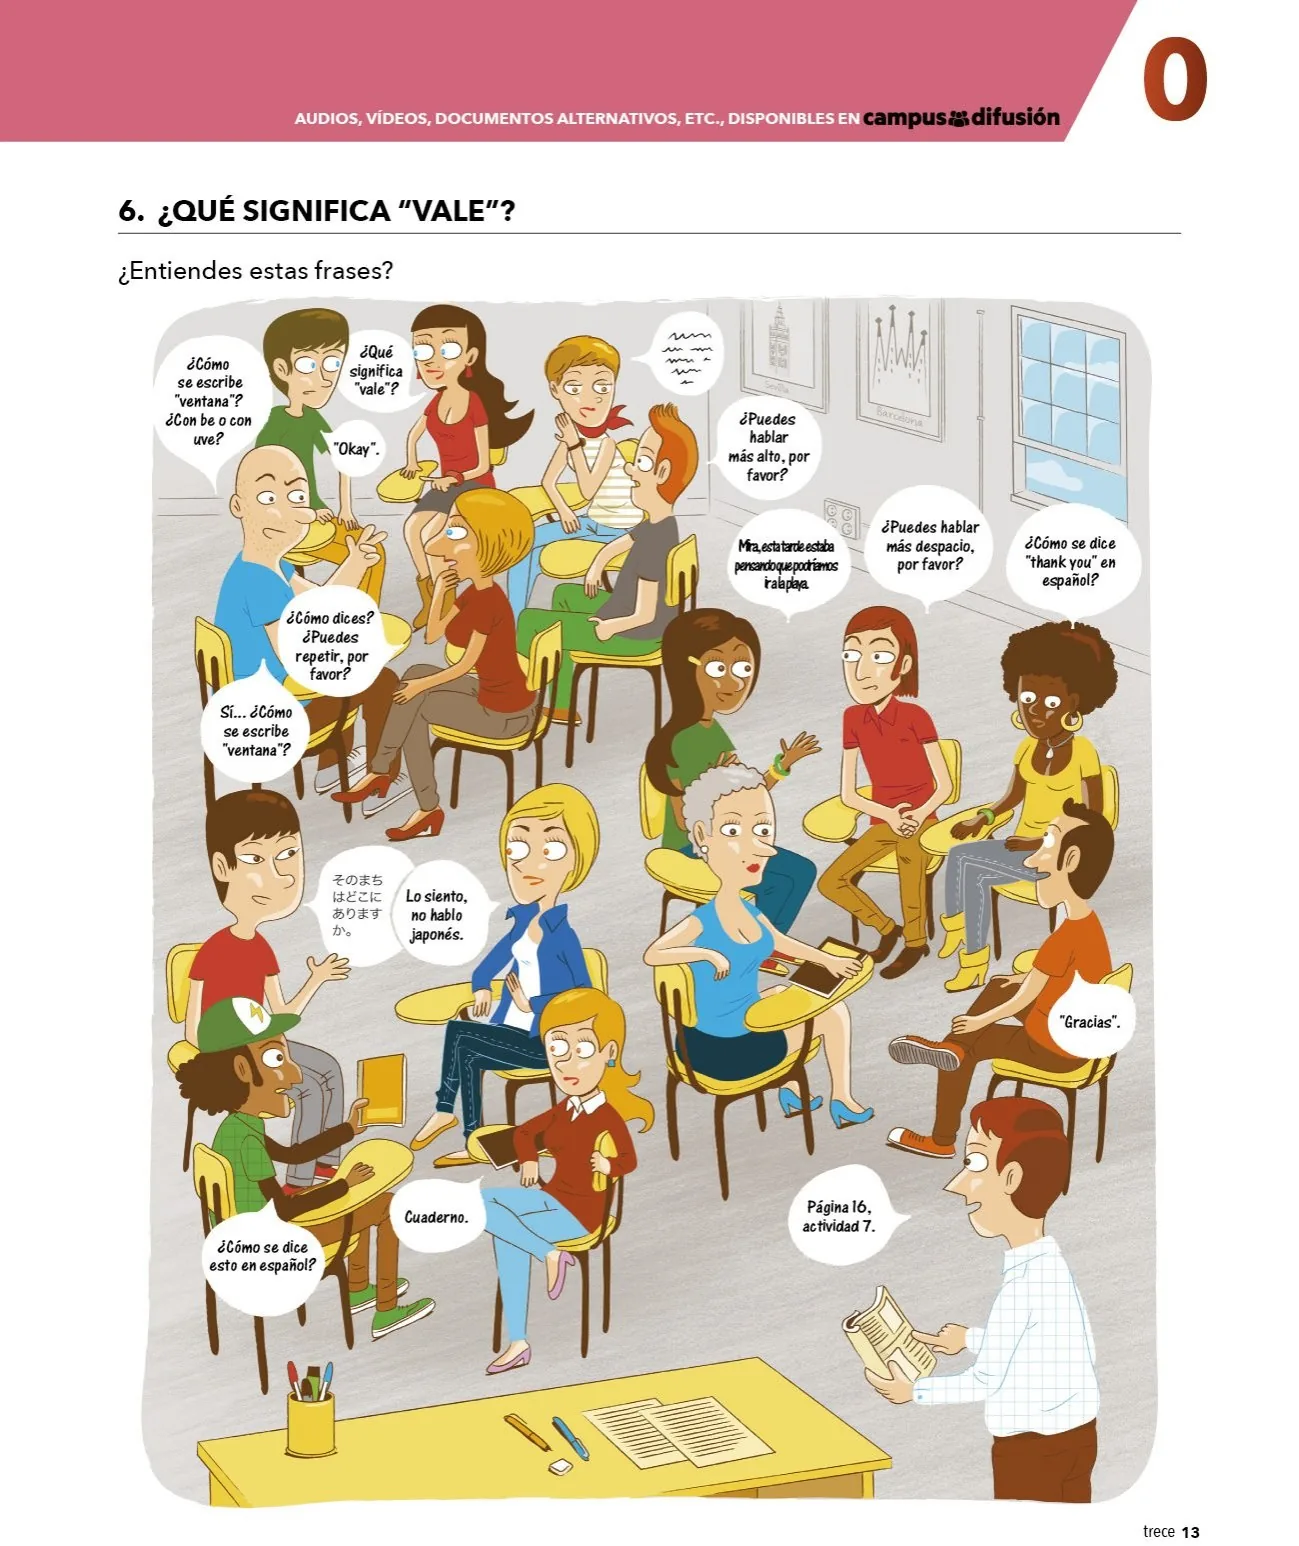 0
AUDIOS, VÍDEOS, DOCUMENTOS ALTERNATIVOS, ETC., DISPONIBLES EN campus difusión
6. ¿QUÉ SIGNIFICA “VALE”?
¿Entiendes estas frases?
¿Cómo
se escribe
"ventana"?
¿Con be o con
uve?
¿Qué
significa
"vale"?
"Okay".
Sevilla
Barcelona
¿Puedes
hablar
más alto, por
favor?
Mira, esta tarde estaba
pensando que podríamos
ir a la playa.
¿Puedes hablar
más despacio,
por favor?
¿Cómo se dice
"thank you" en
español?
¿Cómo dices?
¿Puedes
repetir, por
favor?
Sí... ¿Cómo
se escribe
"ventana"?
そのまち
はどこに
あります
か。
Lo siento,
no hablo
japonés.
"Gracias".
Cuaderno.
¿Cómo se dice
esto en español?
Página 16,
actividad 7.
trece 13